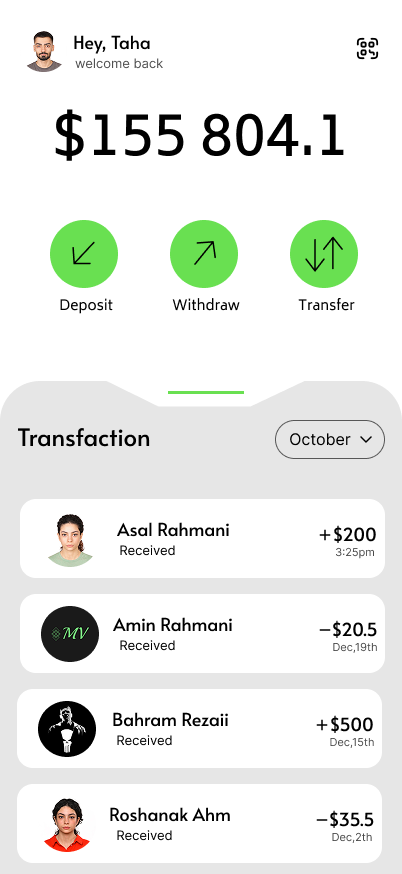 Hey, Taha
welcome back
$155 804.1
Deposit Withdraw Transfer
Transfaction
October
Asal Rahmani
Received
+$200
3:25pm
MV
Amin Rahmani
Received
−$20.5
Dec,19th
Bahram Rezaii
Received
+$500
Dec,15th
Roshanak Ahm
Received
−$35.5
Dec,2th